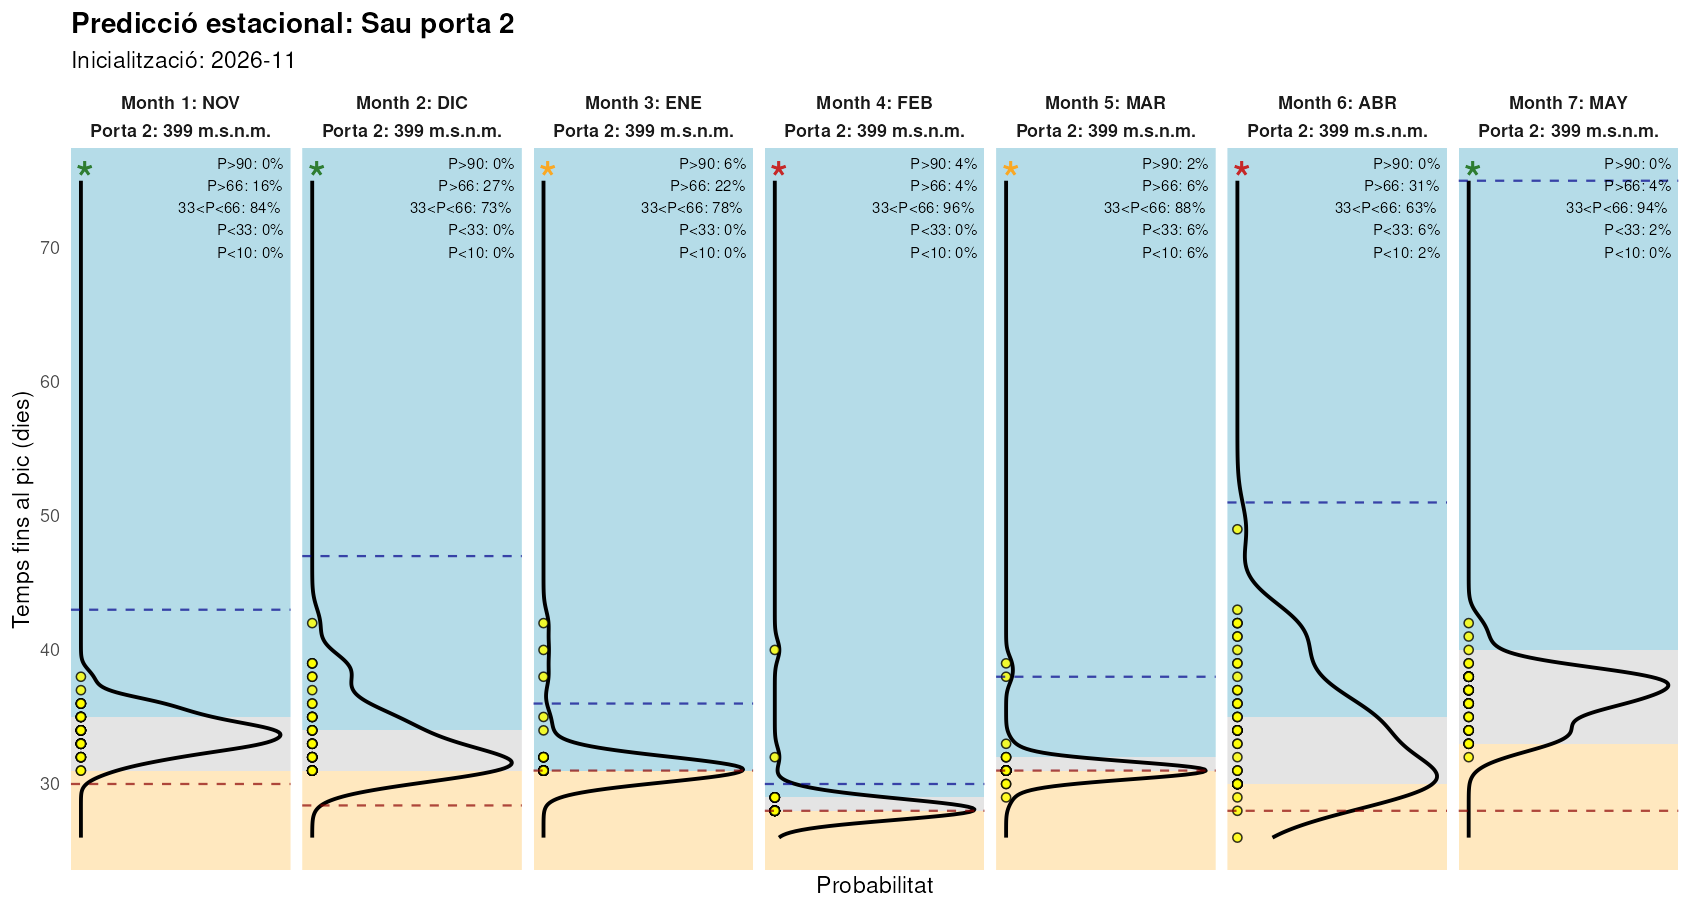 Predicció estacional: Sau porta 2
Inicialització: 2026-11
Month 1: NOV
Porta 2: 399 m.s.n.m.
Month 2: DIC
Porta 2: 399 m.s.n.m.
Month 3: ENE
Porta 2: 399 m.s.n.m.
Month 4: FEB
Porta 2: 399 m.s.n.m.
Month 5: MAR
Porta 2: 399 m.s.n.m.
Month 6: ABR
Porta 2: 399 m.s.n.m.
Month 7: MAY
Porta 2: 399 m.s.n.m.
*
P>90: 0%
P>66: 16%
33<P<66: 84%
P<33: 0%
P<10: 0%
*
P>90: 0%
P>66: 27%
33<P<66: 73%
P<33: 0%
P<10: 0%
*
P>90: 6%
P>66: 22%
33<P<66: 78%
P<33: 0%
P<10: 0%
*
P>90: 4%
P>66: 4%
33<P<66: 96%
P<33: 0%
P<10: 0%
*
P>90: 2%
P>66: 6%
33<P<66: 88%
P<33: 6%
P<10: 6%
*
P>90: 0%
P>66: 31%
33<P<66: 63%
P<33: 6%
P<10: 2%
*
P>90: 0%
P>66: 4%
33<P<66: 94%
P<33: 2%
P<10: 0%
70
60
50
40
30
Temps fins al pic (dies)
Probabilitat